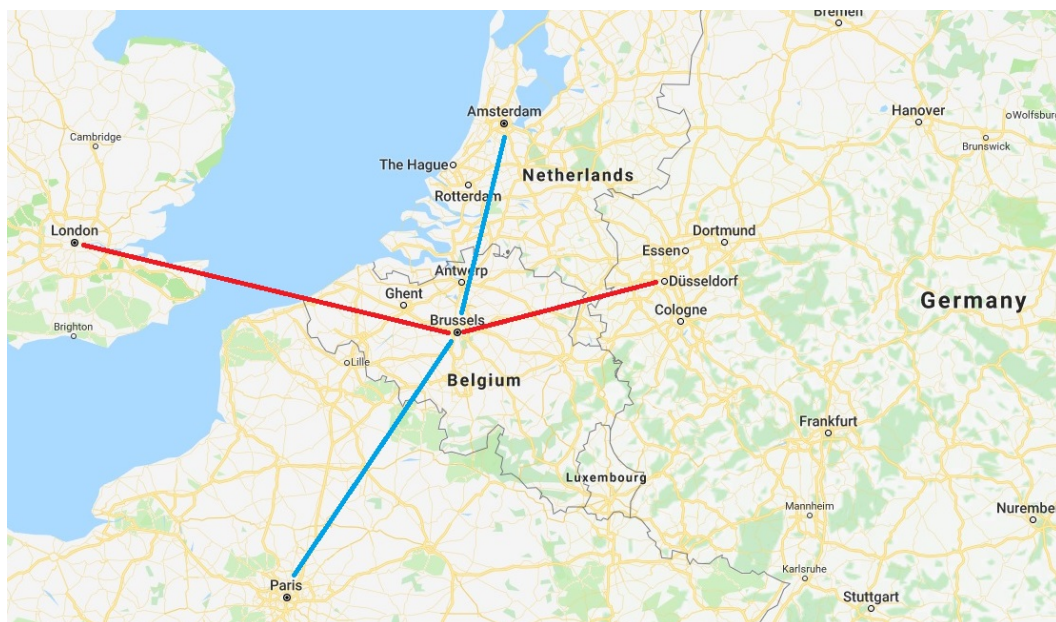 Bremen
Amsterdam
Hanover
Wolfsburg
Cambridge
Brunswick
The Hague
Netherlands
Rotterdam
London
Dortmund
Essen
Antwerp
Düsseldorf
Ghent
Germany
Cologne
Brussels
Brighton
Lille
Belgium
Frankfurt
Luxembourg
Mannheim
Nurembe
Karlsruhe
Paris
Stuttgart